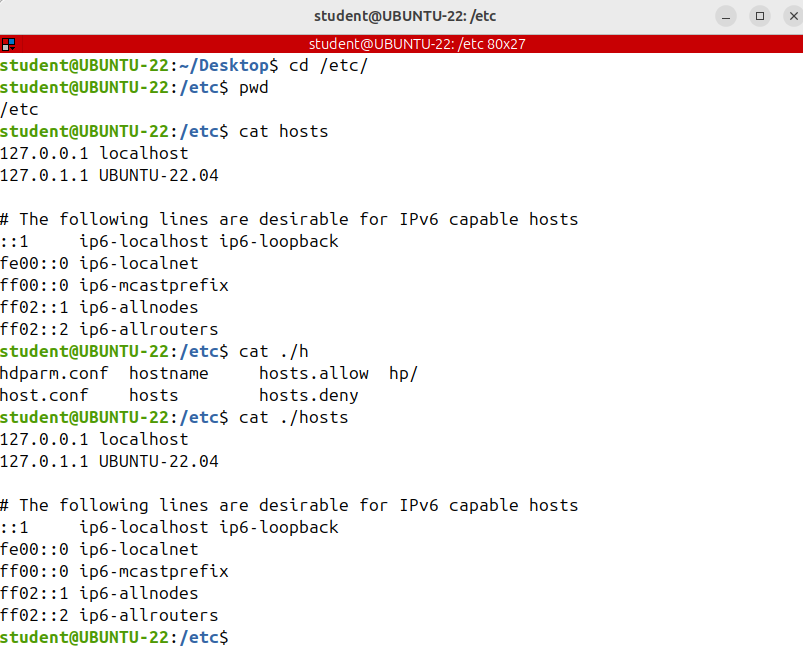 student@UBUNTU-22: /etc
student@UBUNTU-22: /etc 80x27
student@UBUNTU-22:~/Desktop$ cd /etc/
student@UBUNTU-22:/etc$ pwd
/etc
student@UBUNTU-22:/etc$ cat hosts
127.0.0.1 localhost
127.0.1.1 UBUNTU-22.04

# The following lines are desirable for IPv6 capable hosts
::1     ip6-localhost ip6-loopback
fe00::0 ip6-localnet
ff00::0 ip6-mcastprefix
ff02::1 ip6-allnodes
ff02::2 ip6-allrouters
student@UBUNTU-22:/etc$ cat ./h
hdparm.conf  hostname     hosts.allow  hp/
host.conf    hosts        hosts.deny
student@UBUNTU-22:/etc$ cat ./hosts
127.0.0.1 localhost
127.0.1.1 UBUNTU-22.04

# The following lines are desirable for IPv6 capable hosts
::1     ip6-localhost ip6-loopback
fe00::0 ip6-localnet
ff00::0 ip6-mcastprefix
ff02::1 ip6-allnodes
ff02::2 ip6-allrouters
student@UBUNTU-22:/etc$